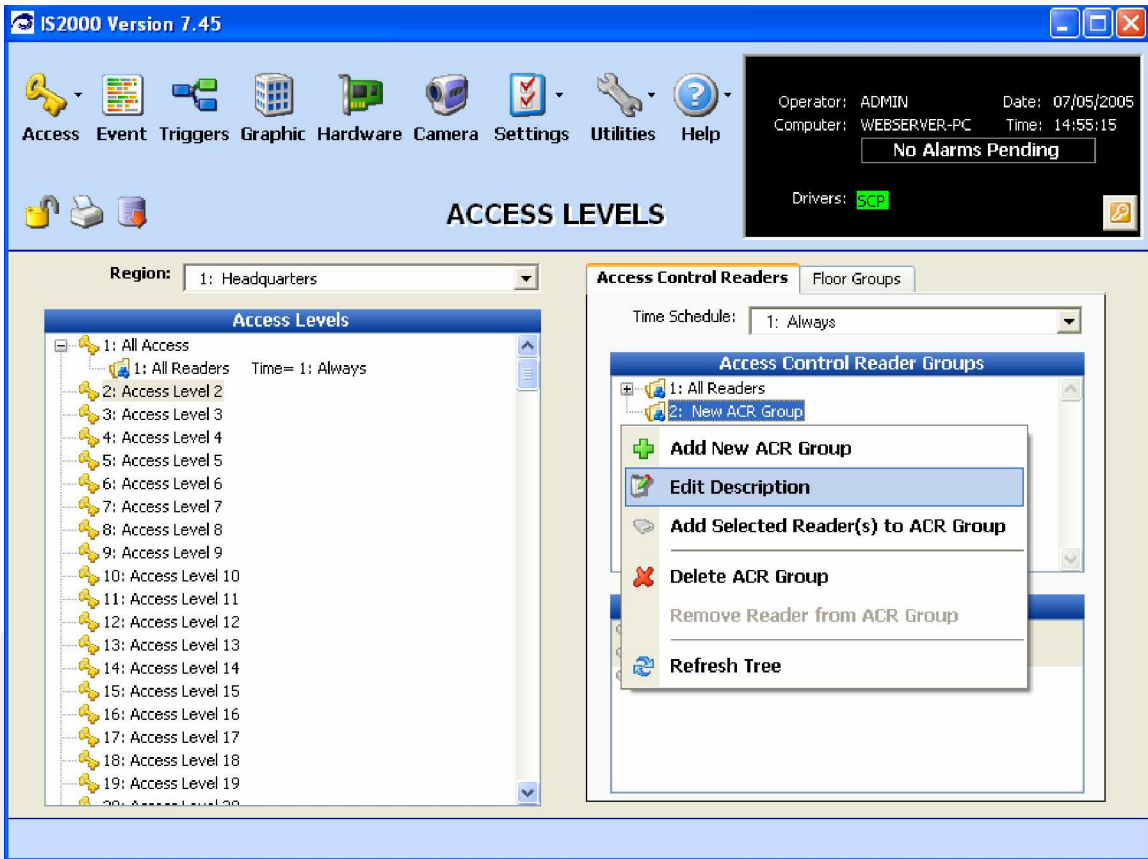 IS2000 Version 7.45
Access Event Triggers Graphic Hardware Camera Settings Utilities Help
Operator: ADMIN Date: 07/05/2005
Computer: WEBSERVER-PC Time: 14:55:15
No Alarms Pending
Drivers: SCP
ACCESS LEVELS
Region: 1: Headquarters
Access Levels
1: All Access
1: All Readers Time= 1: Always
2: Access Level 2
3: Access Level 3
4: Access Level 4
5: Access Level 5
6: Access Level 6
7: Access Level 7
8: Access Level 8
9: Access Level 9
10: Access Level 10
11: Access Level 11
12: Access Level 12
13: Access Level 13
14: Access Level 14
15: Access Level 15
16: Access Level 16
17: Access Level 17
18: Access Level 18
19: Access Level 19
20: Access Level 20
Access Control Readers Floor Groups
Time Schedule: 1: Always
Access Control Reader Groups
1: All Readers
2: New ACR Group
Add New ACR Group
Edit Description
Add Selected Reader(s) to ACR Group
Delete ACR Group
Remove Reader from ACR Group
Refresh Tree